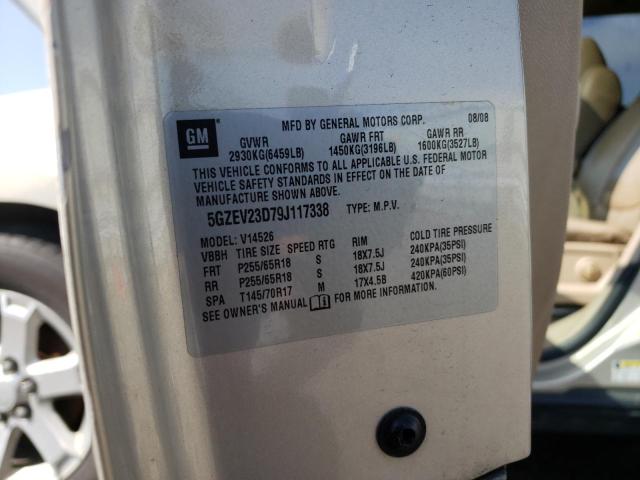 MFD BY GENERAL MOTORS CORP. 08/08
GM
GVWR GAWR FRT GAWR RR
2930KG(6459LB) 1450KG(3196LB) 1600KG(3527LB)
THIS VEHICLE CONFORMS TO ALL APPLICABLE U.S. FEDERAL MOTOR
VEHICLE SAFETY STANDARDS IN EFFECT ON THE DATE OF
MANUFACTURE SHOWN ABOVE.
5GZEV23D79J117338 TYPE: M.P.V.
MODEL: V14526
VBBH TIRE SIZE SPEED RTG RIM COLD TIRE PRESSURE
FRT P255/65R18 S 18X7.5J 240KPA(35PSI)
RR P255/65R18 S 18X7.5J 240KPA(35PSI)
SPA T145/70R17 M 17X4.5B 420KPA(60PSI)
SEE OWNER'S MANUAL FOR MORE INFORMATION.